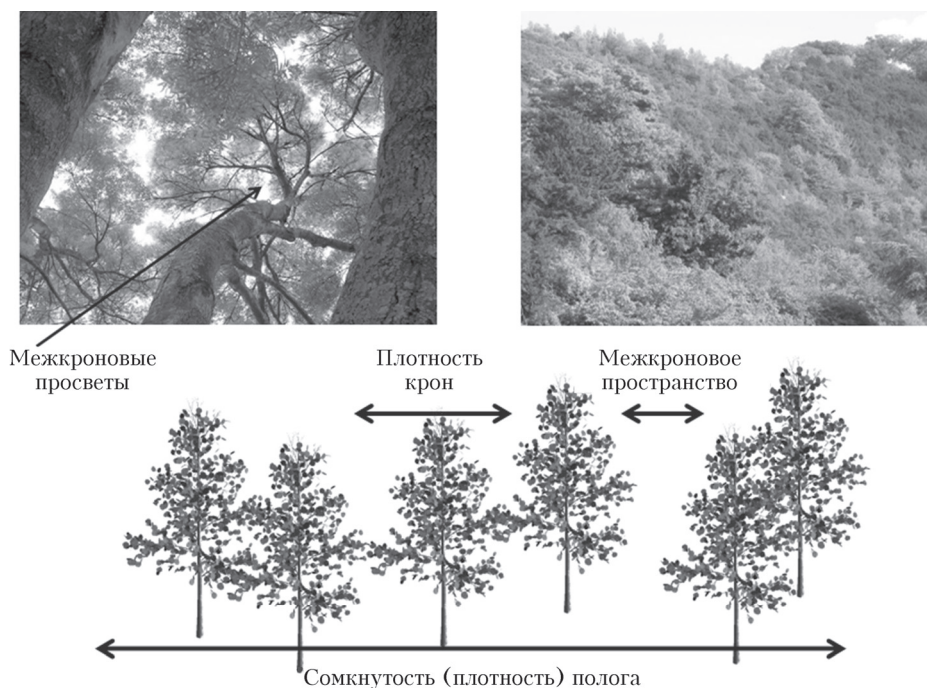 Межкроновые
просветы
Плотность
крон
Межкроновое
пространство
Сомкнутость (плотность) полога